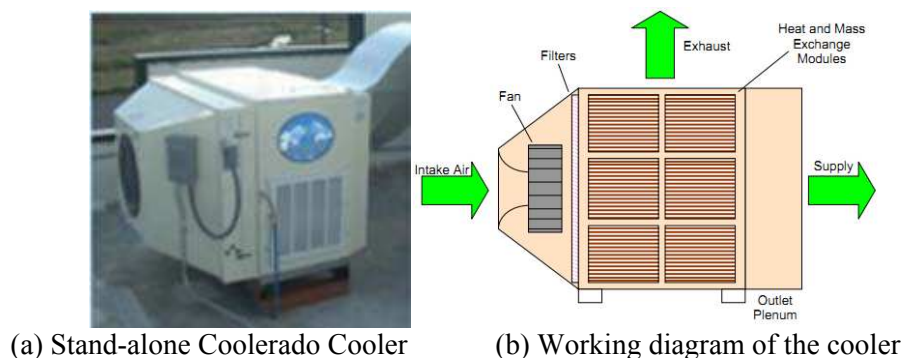 Exhaust
Heat and Mass
Exchange
Modules
Filters
Fan
Intake Air
Supply
Outlet
Plenum
(a) Stand-alone Coolerado Cooler
(b) Working diagram of the cooler